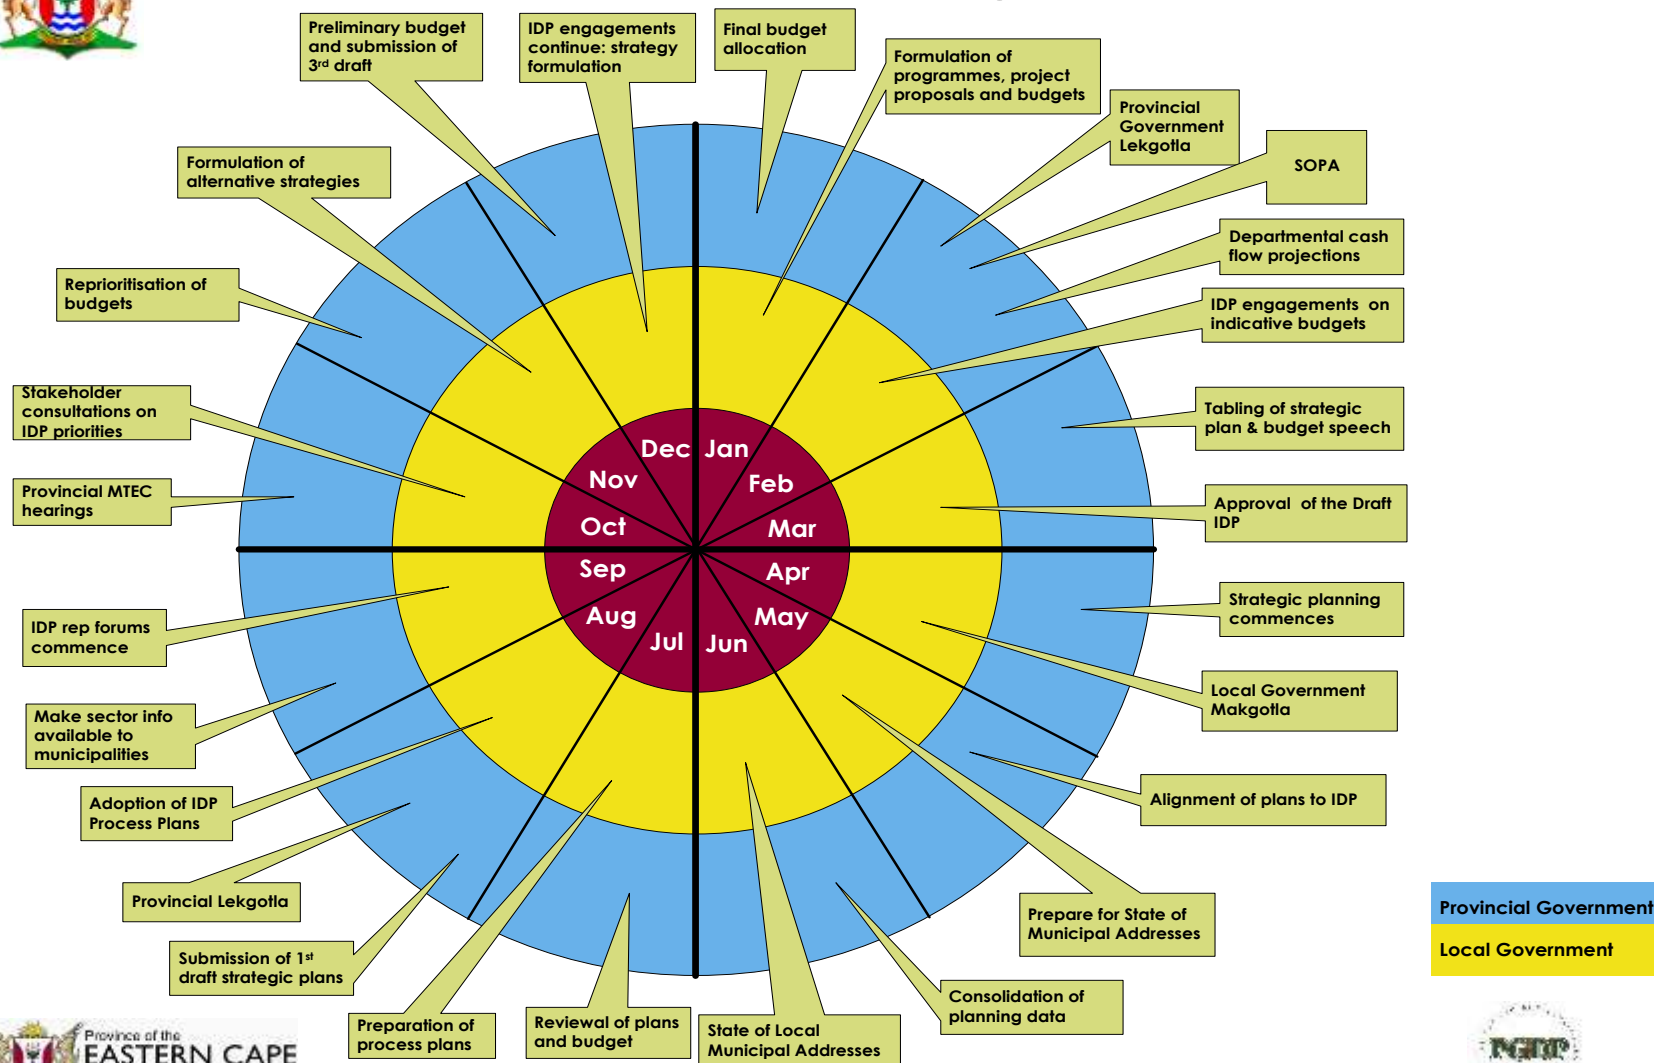 Preliminary budget
and submission of
3rd draft
IDP engagements
continue: strategy
formulation
Final budget
allocation
Formulation of
programmes, project
proposals and budgets
Provincial
Government
Lekgotla
SOPA
Formulation of
alternative strategies
Departmental cash
flow projections
Reprioritisation of
budgets
IDP engagements on
indicative budgets
Stakeholder
consultations on
IDP priorities
Tabling of strategic
plan & budget speech
Provincial MTEC
hearings
Approval of the Draft
IDP
Dec
Jan
Nov
Feb
Oct
Mar
Sep
Apr
Aug
May
Jul
Jun
IDP rep forums
commence
Strategic planning
commences
Make sector info
available to
municipalities
Local Government
Makgotla
Adoption of IDP
Process Plans
Alignment of plans to IDP
Provincial Lekgotla
Prepare for State of
Municipal Addresses
Submission of 1st
draft strategic plans
Consolidation of
planning data
Preparation of
process plans
Reviewal of plans
and budget
State of Local
Municipal Addresses
Provincial Government
Local Government
Province of the
EASTERN CAPE
PGDP